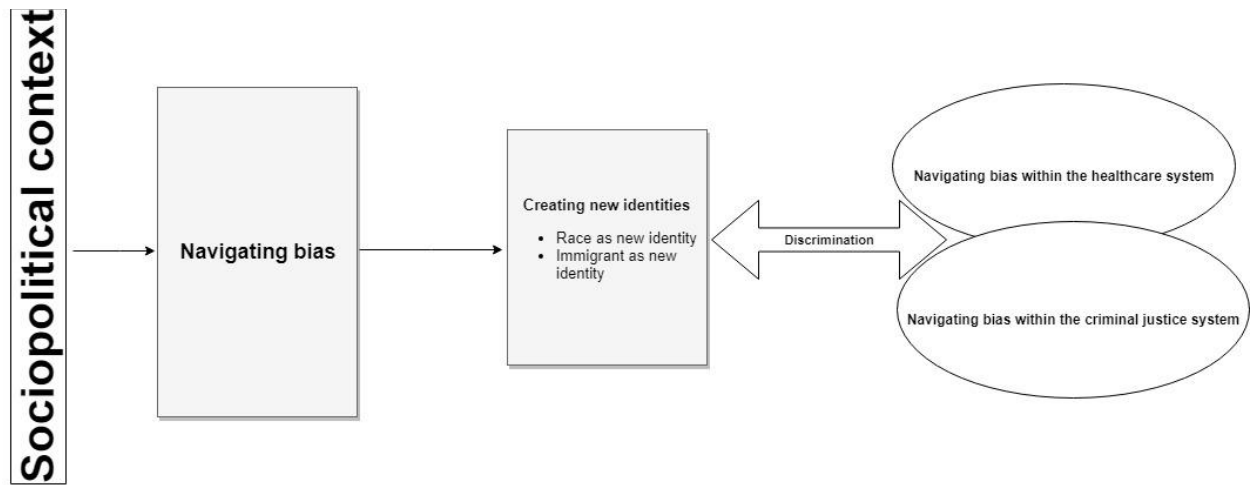 Sociopolitical context
Navigating bias
Creating new identities
• Race as new identity
• Immigrant as new
identity
Discrimination
Navigating bias within the healthcare system
Navigating bias within the criminal justice system